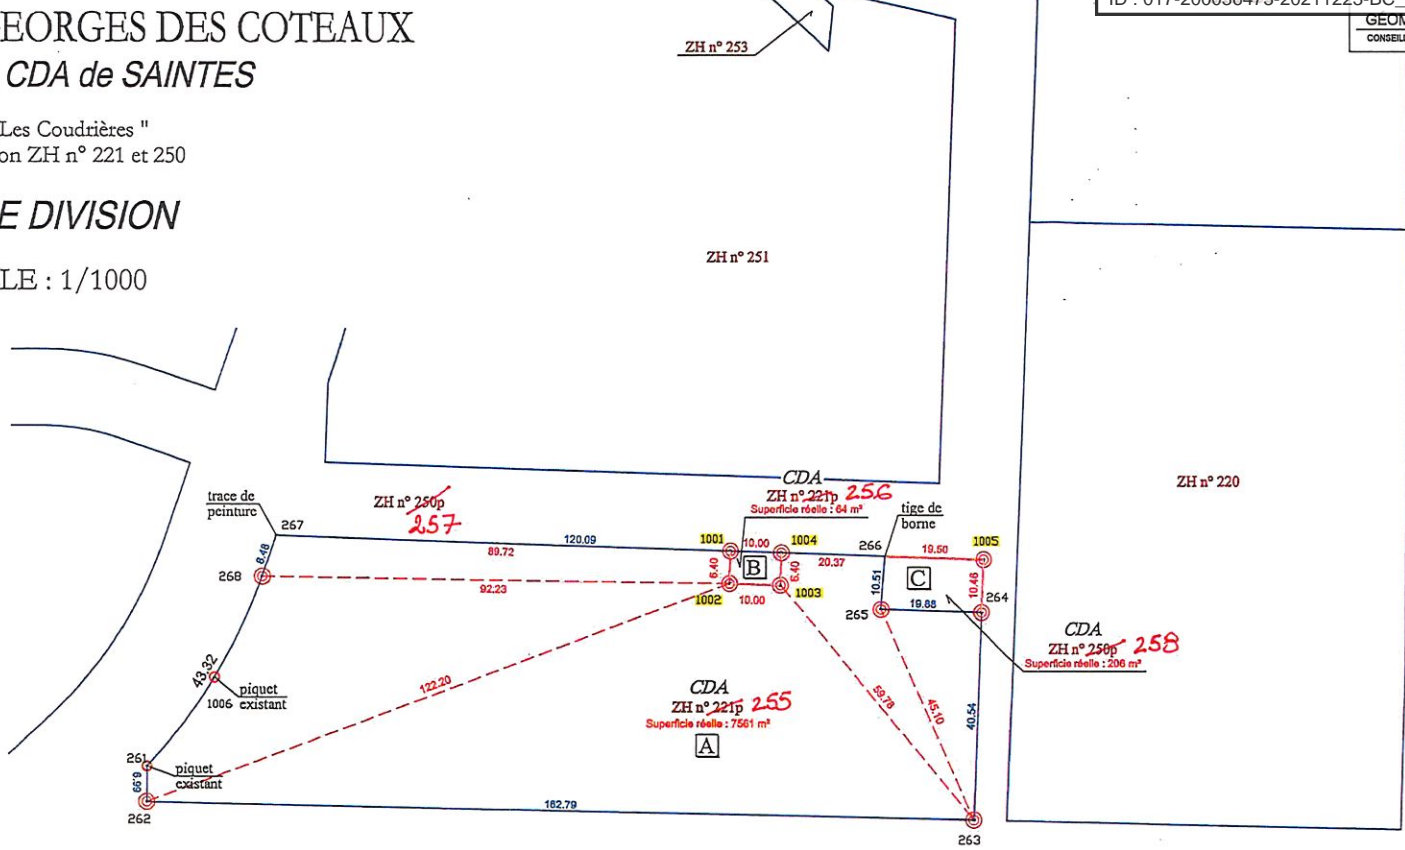 EORGES DES COTEAUX
CDA de SAINTES
Les Coudrières "
on ZH n° 221 et 250
E DIVISION
LE : 1/1000
ZH n° 253
GÉOM
CONSEIL
ZH n° 251
ZH n° 220
trace de
peinture
267
ZH n° 250p
257
CDA
ZH n° 221p 256
Superficie réelle : 64 m²
tige de
borne
8.48
268
89.72
120.09
1001
10.00
1004
266
19.50
1005
92.23
6.40
B
6.40
20.37
10.51
C
10.46
1002
10.00
1003
265
19.88
264
CDA
ZH n° 250p 258
Superficie réelle : 206 m²
43.32
1006
piquet
existant
122.20
CDA
ZH n° 221p 255
Superficie réelle : 7561 m²
A
59.78
45.10
40.54
261
piquet
existant
6.99
262
162.79
263